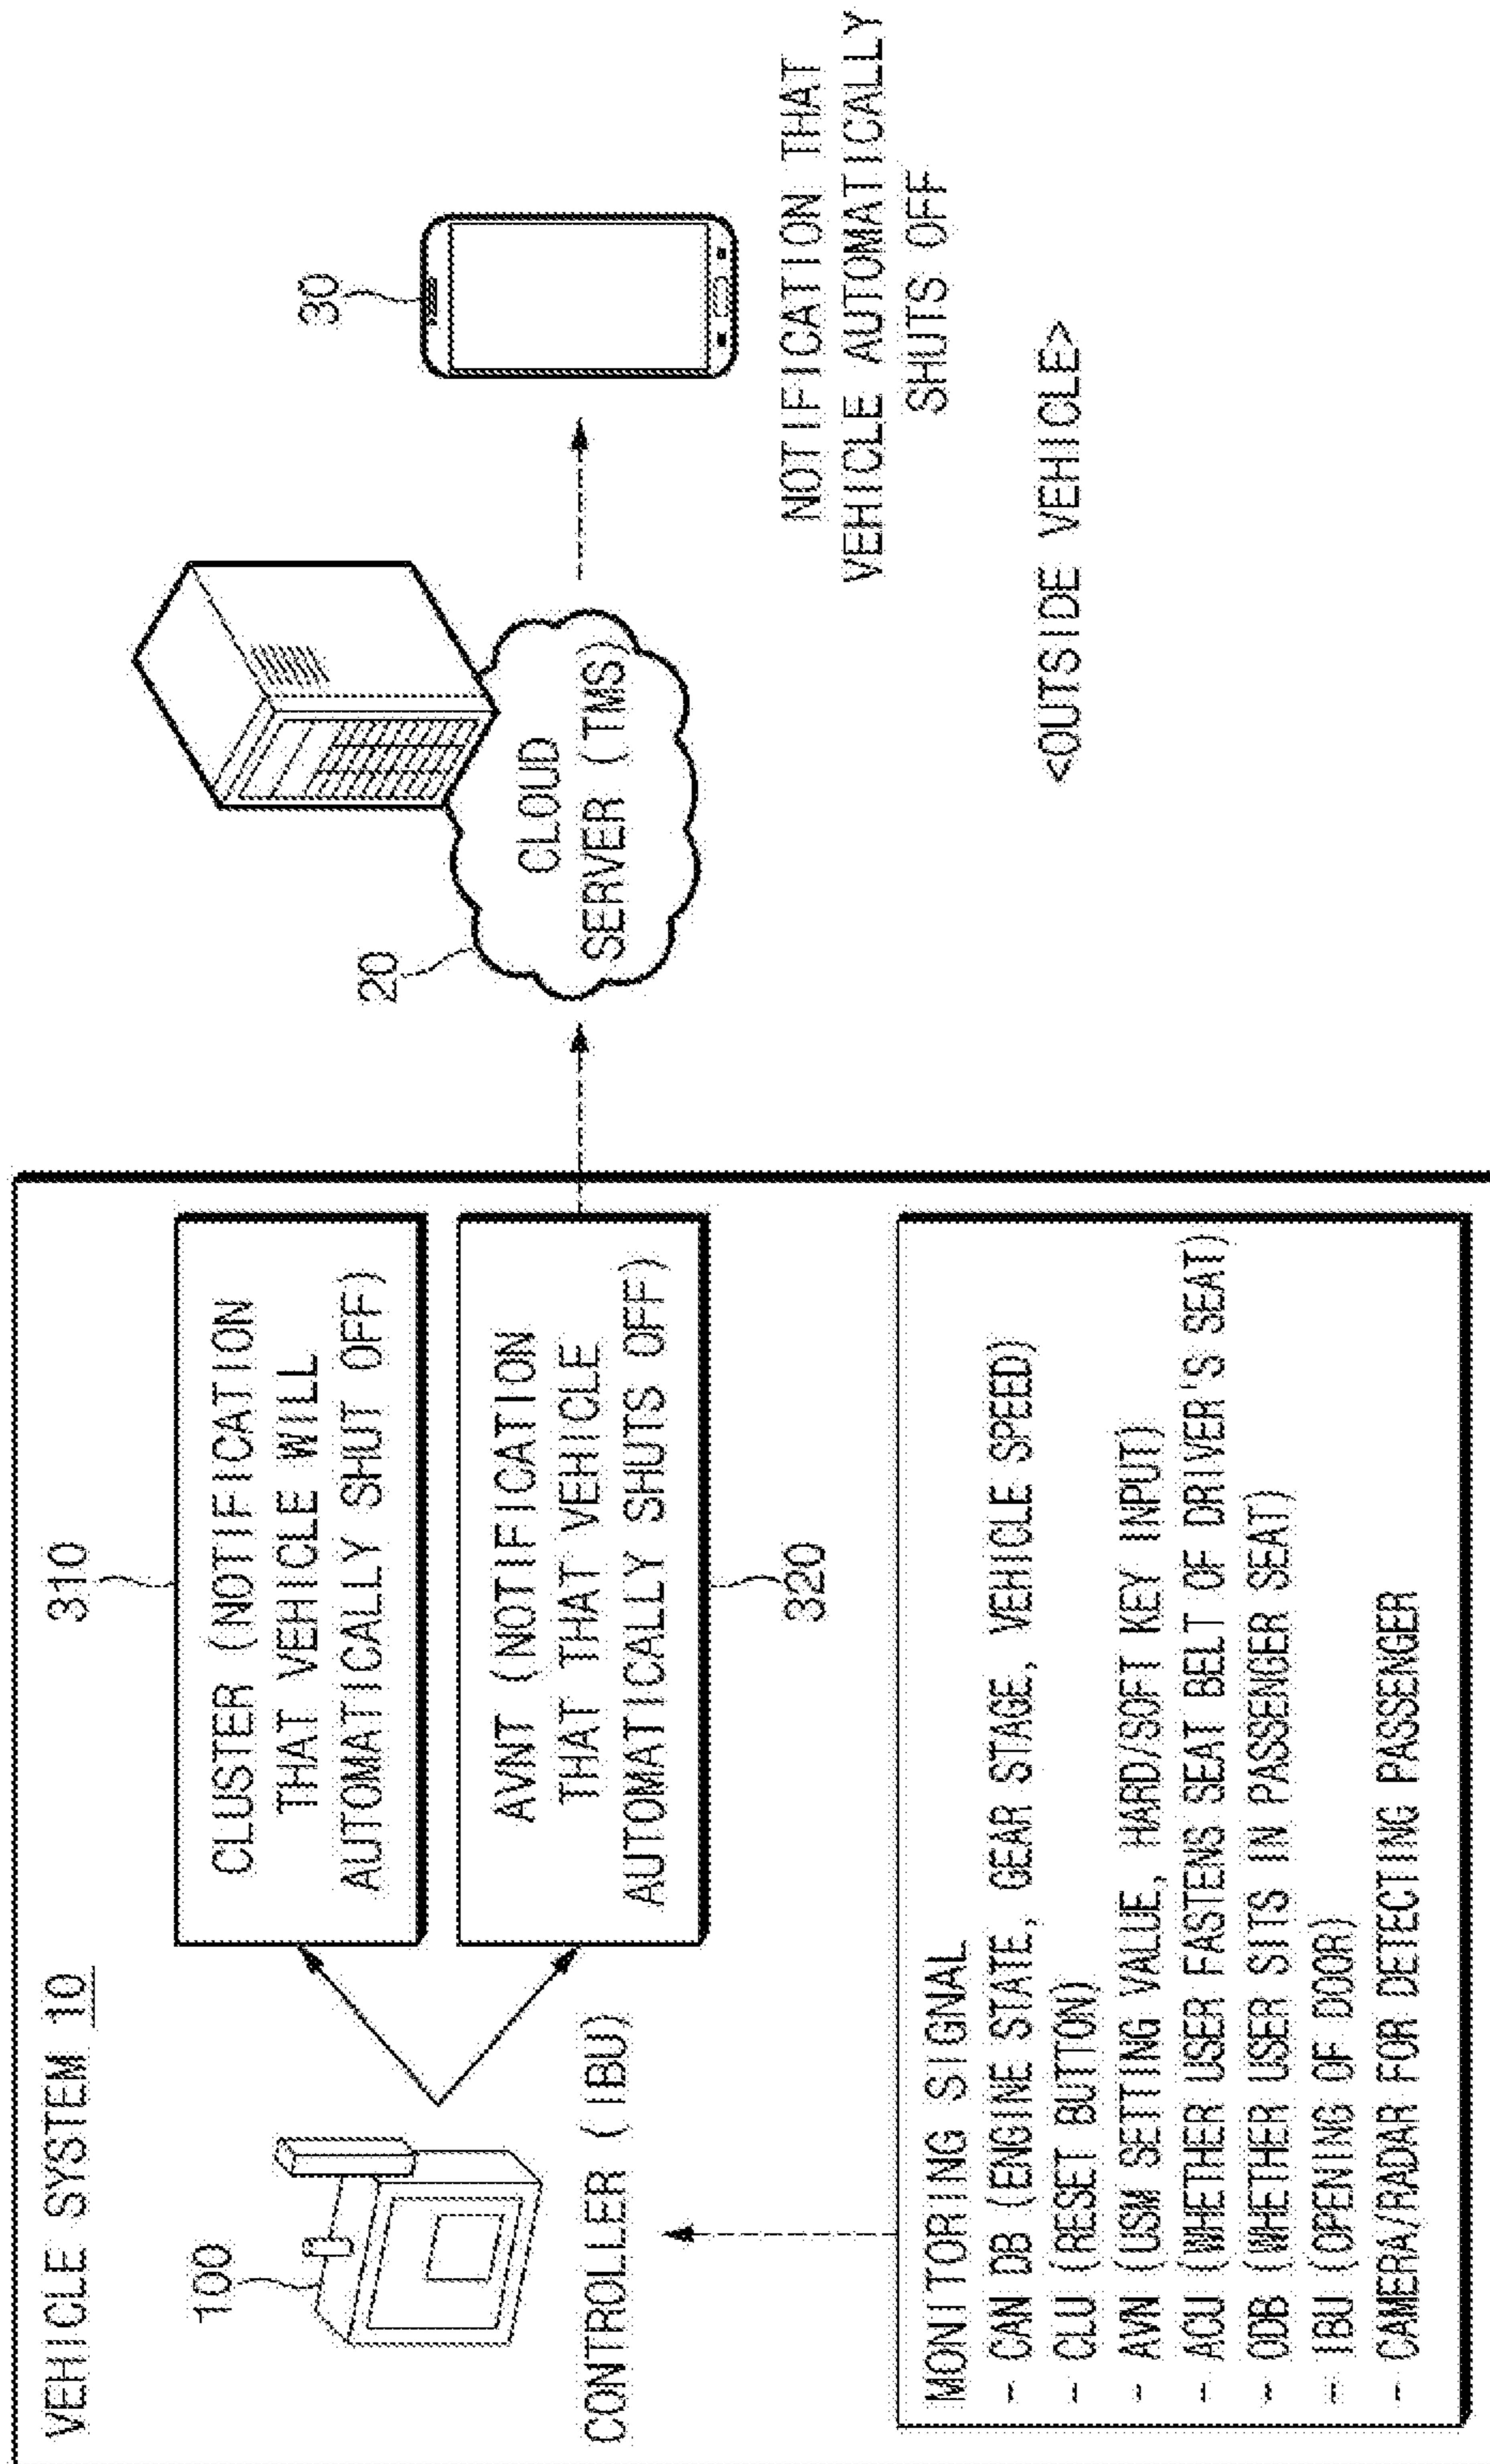 VEHICLE SYSTEM 10
100
CONTROLLER (IBU)
310
CLUSTER (NOTIFICATION
THAT VEHICLE WILL
AUTOMATICALLY SHUT OFF)
AVNT (NOTIFICATION
THAT THAT VEHICLE
AUTOMATICALLY SHUTS OFF)
320
MONITORING SIGNAL
- CAN DB (ENGINE STATE, GEAR STAGE, VEHICLE SPEED)
- CLU (RESET BUTTON)
- AVN (USM SETTING VALUE, HARD/SOFT KEY INPUT)
- ACU (WHETHER USER FASTENS SEAT BELT OF DRIVER'S SEAT)
- ODB (WHETHER USER SITS IN PASSENGER SEAT)
- IBU (OPENING OF DOOR)
- CAMERA/RADAR FOR DETECTING PASSENGER
20
CLOUD
SERVER (TMS)
30
NOTIFICATION THAT
VEHICLE AUTOMATICALLY
SHUTS OFF
<OUTSIDE VEHICLE>